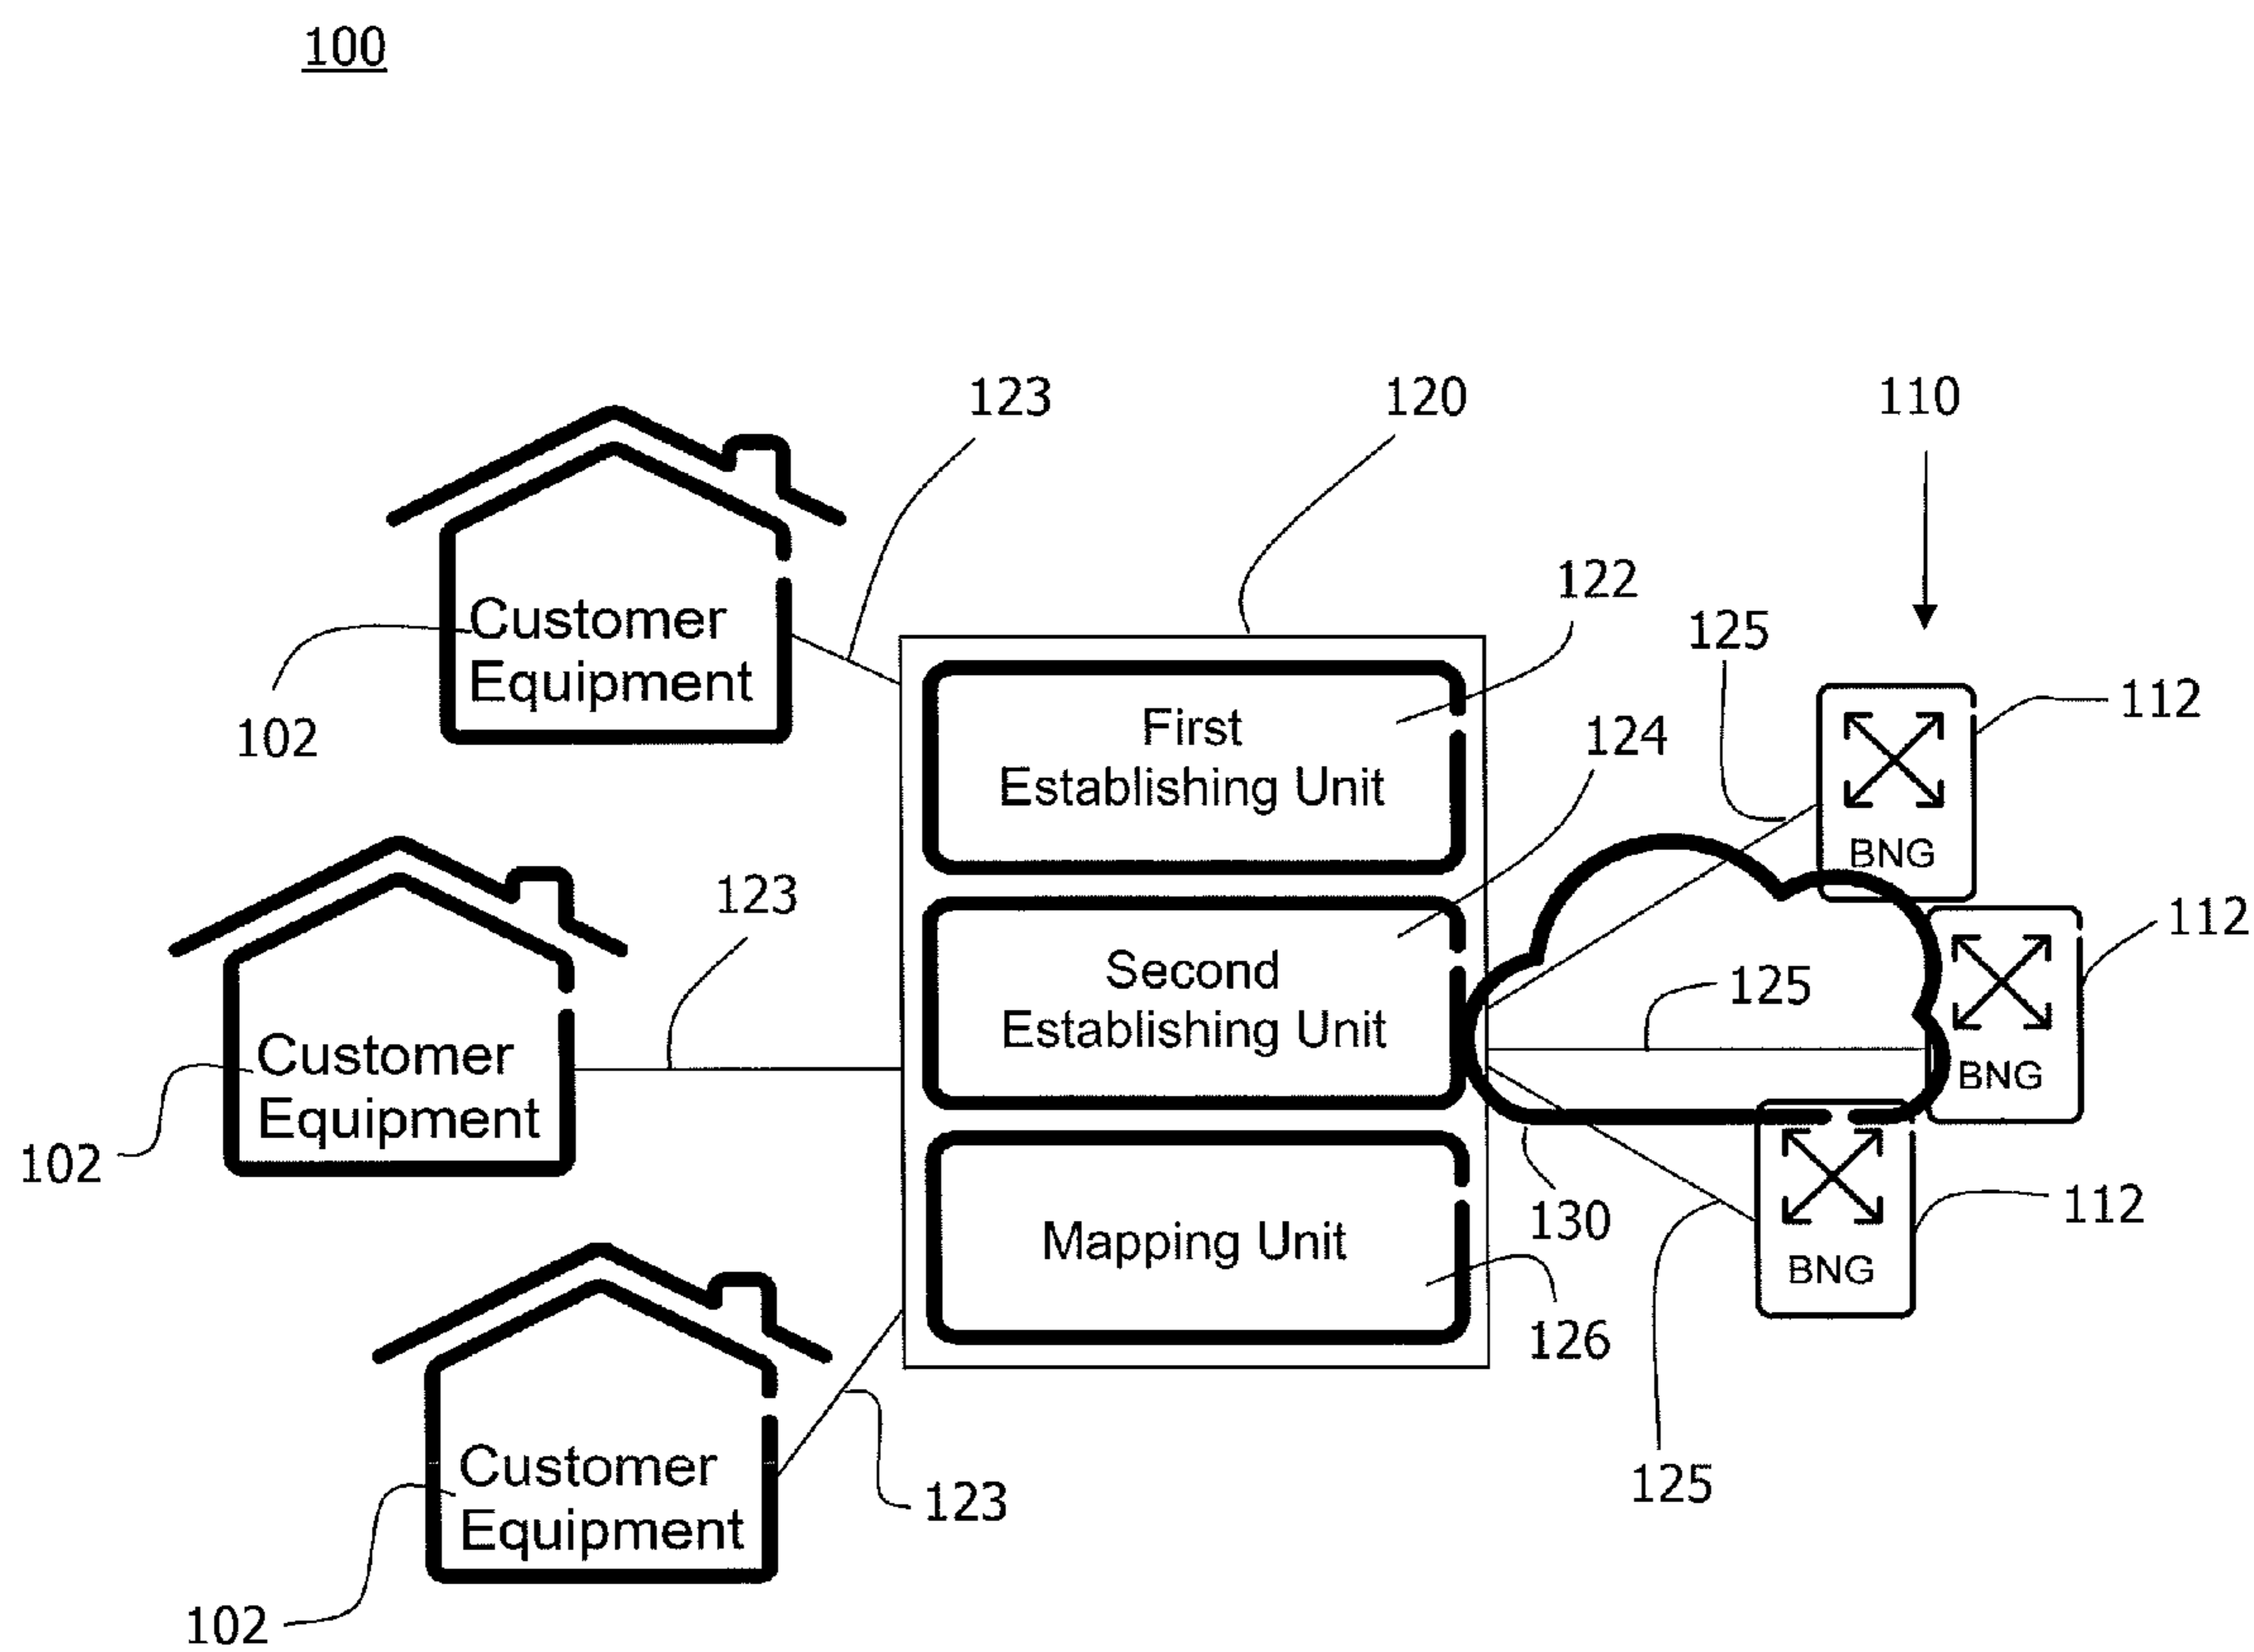 100
123
120
110
122
125
Customer
Equipment
102
First
Establishing Unit
112
124
BNG
123
112
Second
Establishing Unit
125
Customer
Equipment
102
BNG
130
112
Mapping Unit
BNG
126
Customer
Equipment
123
125
102